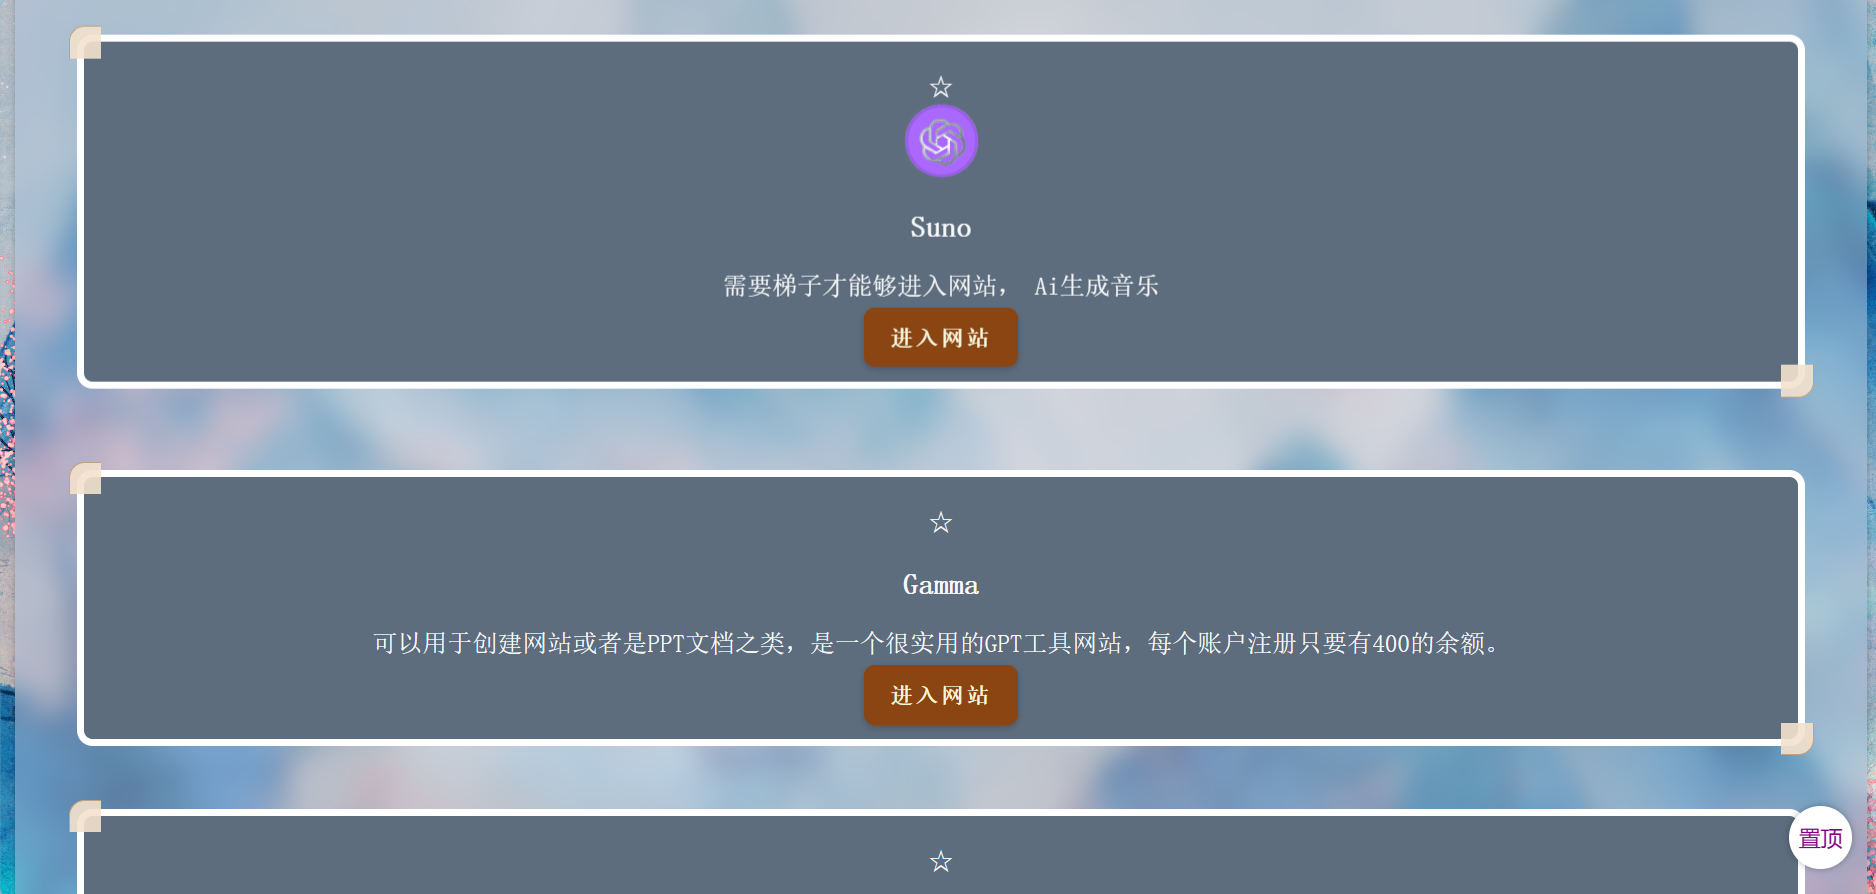 ☆
Suno
需要梯子才能够进入网站， Ai生成音乐
进入网站
☆
Gamma
可以用于创建网站或者是PPT文档之类，是一个很实用的GPT工具网站，每个账户注册只要有400的余额。
进入网站
☆
置顶